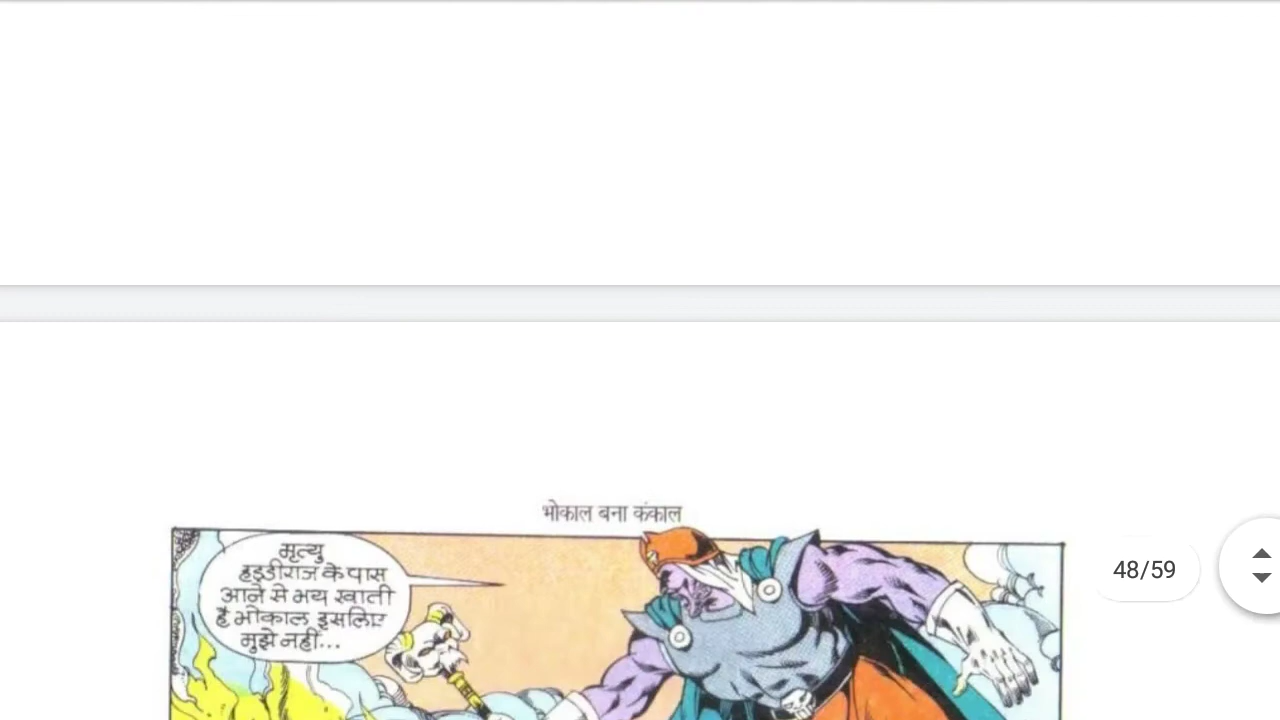 भोकाल बना कंकाल
मृत्यु
हड्डीराज के पास
आने से भय खाती
है भोकाल इसलिए
मुझे नहीं...
48/59